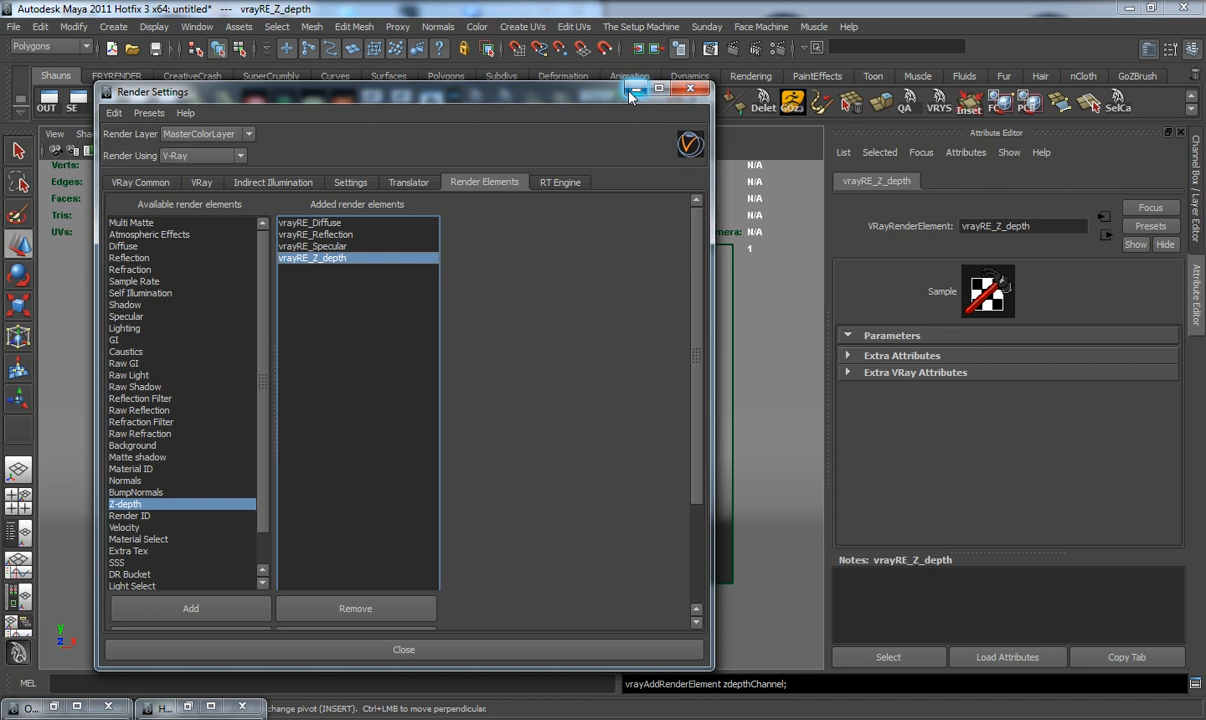 Autodesk Maya 2011 Hotfix 3 x64: untitled*   ---   vrayRE_Z_depth
File Edit Modify Create Display Window Assets Select Mesh Edit Mesh Proxy Normals Color Create UVs Edit UVs The Setup Machine Sunday Face Machine Muscle Help
Polygons
Shauns FRYRENDER CreativeCrash SuperCrumbly Curves Surfaces Polygons Subdivs Deformation Animation Dynamics Rendering PaintEffects Toon Muscle Fluids Fur Hair nCloth GoZBrush
OUT SE Delet GOZ3 QA VRYS Inset SelCa
View Sha
Verts:
Edges:
Faces:
Tris:
UVs:
N/A
N/A
N/A
N/A
mera: N/A
1
Render Settings
Edit Presets Help
Render Layer MasterColorLayer
Render Using V-Ray
VRay Common VRay Indirect Illumination Settings Translator Render Elements RT Engine
Available render elements
Multi Matte
Atmospheric Effects
Diffuse
Reflection
Refraction
Sample Rate
Self Illumination
Shadow
Specular
Lighting
GI
Caustics
Raw GI
Raw Light
Raw Shadow
Reflection Filter
Raw Reflection
Refraction Filter
Raw Refraction
Background
Matte shadow
Material ID
Normals
BumpNormals
Z-depth
Render ID
Velocity
Material Select
Extra Tex
SSS
DR Bucket
Light Select
Added render elements
vrayRE_Diffuse
vrayRE_Reflection
vrayRE_Specular
vrayRE_Z_depth
Add Remove
Close
Attribute Editor
List Selected Focus Attributes Show Help
vrayRE_Z_depth
VRayRenderElement: vrayRE_Z_depth
Focus
Presets
Show Hide
Sample
Parameters
Extra Attributes
Extra VRay Attributes
Notes: vrayRE_Z_depth
Select Load Attributes Copy Tab
Channel Box / Layer Editor
Attribute Editor
y
z x
MEL
vrayAddRenderElement zdepthChannel;
O... H... change pivot (INSERT).  Ctrl+LMB to move perpendicular.